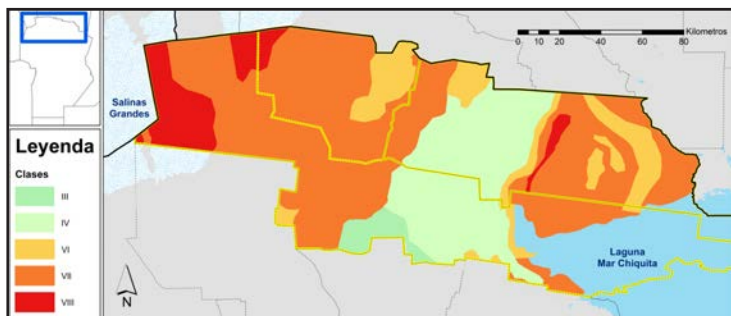 Kilometros
0 10 20 40 60 80
Salinas
Grandes
Leyenda
Clases
III
IV
VI
VII
VIII
N
Laguna
Mar Chiquita